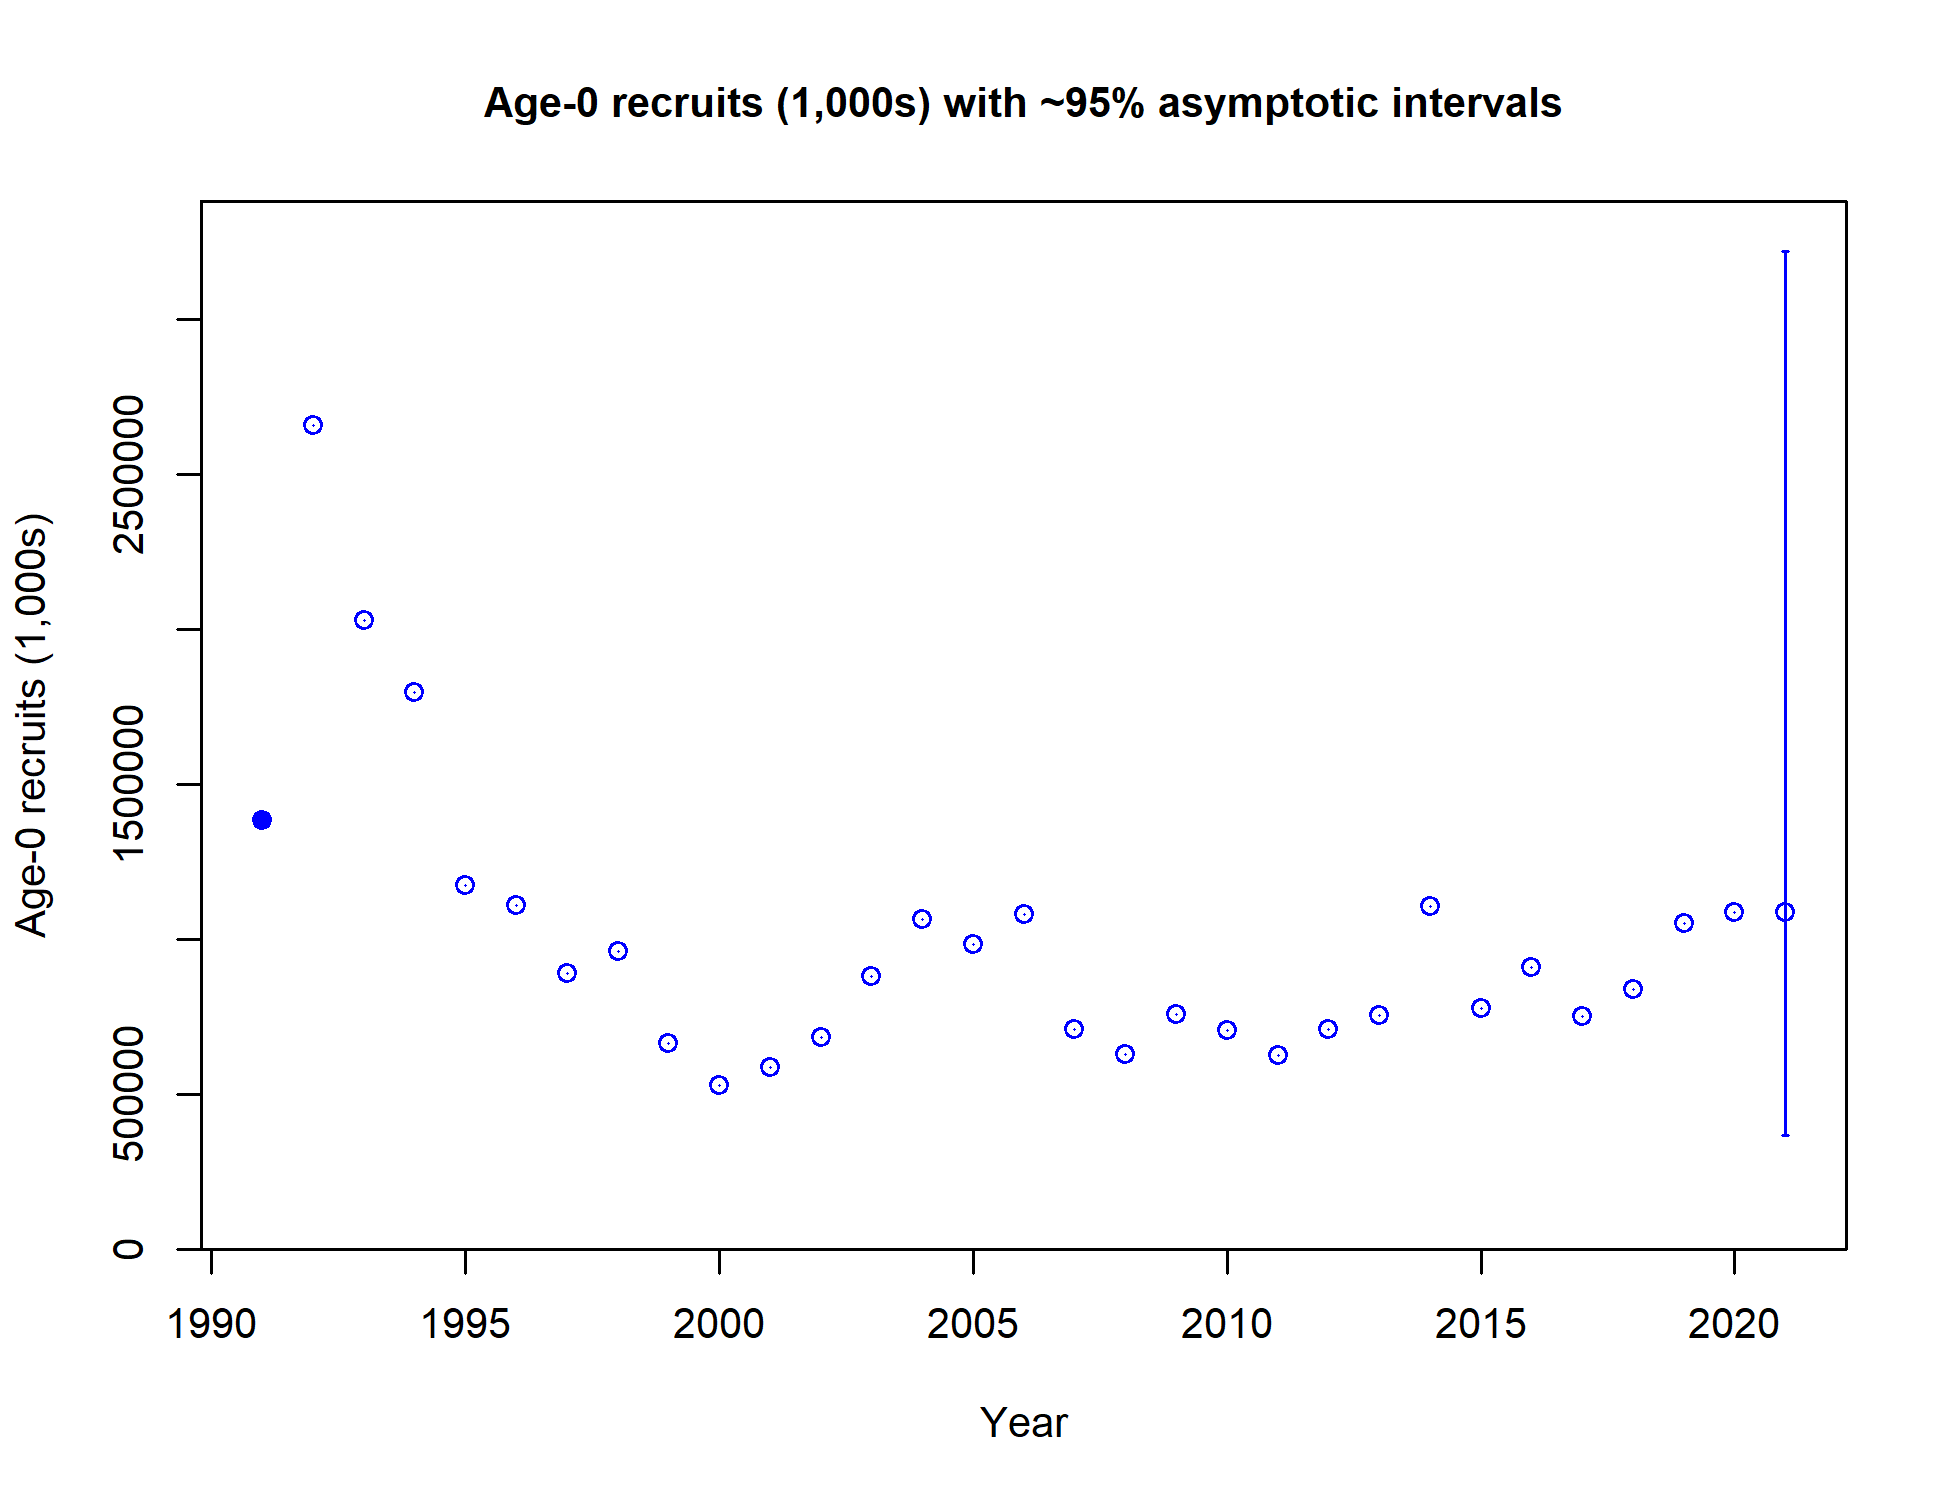 Age-0 recruits (1,000s) with ~95% asymptotic intervals
Age-0 recruits (1,000s)
2500000
1500000
500000
0
1990 1995 2000 2005 2010 2015 2020
Year